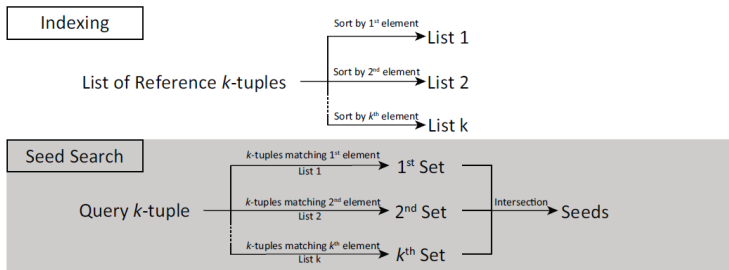 Indexing
Sort by 1st element
List 1
List of Reference k-tuples
Sort by 2nd element
List 2
Sort by kth element
List k
Seed Search
k-tuples matching 1st element
List 1
1st Set
Query k-tuple
k-tuples matching 2nd element
List 2
2nd Set
Intersection
Seeds
k-tuples matching kth element
List k
kth Set